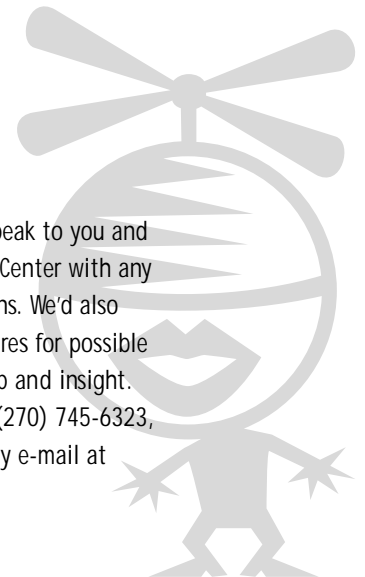 peak to you and
Center with any
ns. We'd also
res for possible
and insight.
(270) 745-6323,
y e-mail at